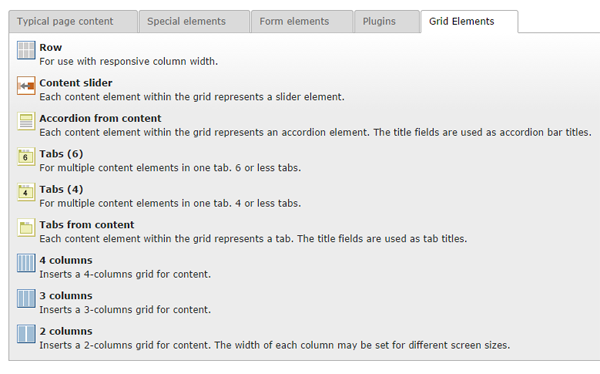 Typical page content Special elements Form elements Plugins Grid Elements
Row
For use with responsive column width.
Content slider
Each content element within the grid represents a slider element.
Accordion from content
Each content element within the grid represents an accordion element. The title fields are used as accordion bar titles.
6
Tabs (6)
For multiple content elements in one tab. 6 or less tabs.
4
Tabs (4)
For multiple content elements in one tab. 4 or less tabs.
Tabs from content
Each content element within the grid represents a tab. The title fields are used as tab titles.
4 columns
Inserts a 4-columns grid for content.
3 columns
Inserts a 3-columns grid for content.
2 columns
Inserts a 2-columns grid for content. The width of each column may be set for different screen sizes.